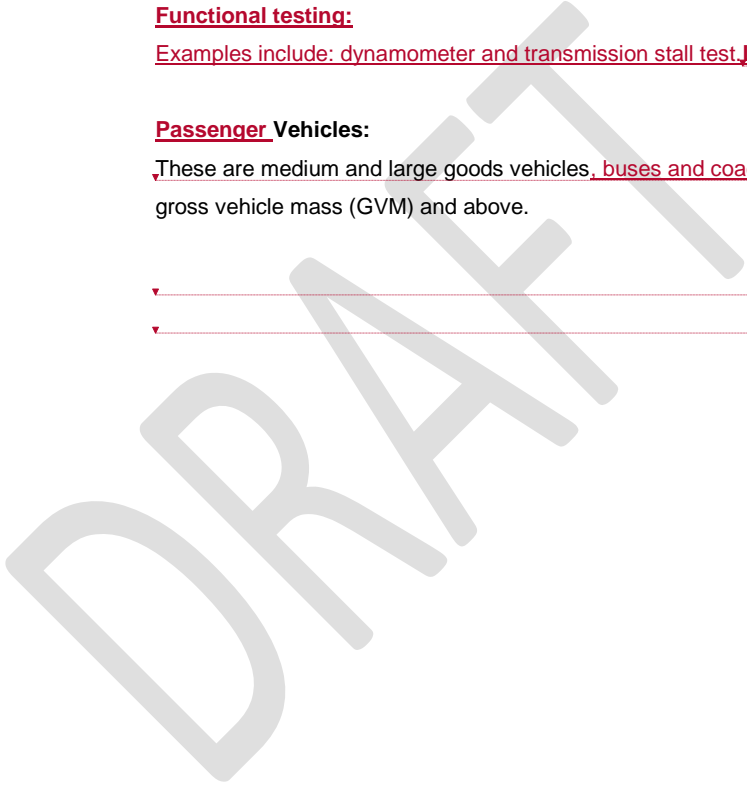 Functional testing:
Examples include: dynamometer and transmission stall test.
Passenger Vehicles:
These are medium and large goods vehicles, buses and
gross vehicle mass (GVM) and above.
DRAFT